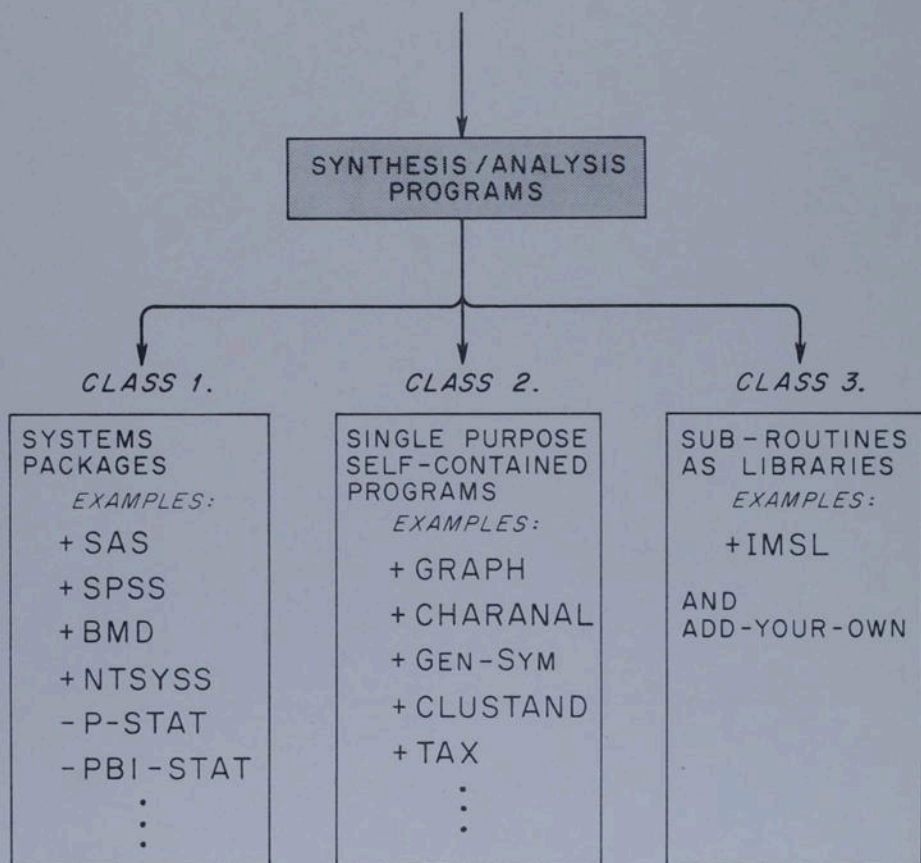 SYNTHESIS/ANALYSIS
PROGRAMS
CLASS 1.
SYSTEMS
PACKAGES
EXAMPLES:
+ SAS
+ SPSS
+ BMD
+ NTSYSS
- P-STAT
- PBI-STAT
CLASS 2.
SINGLE PURPOSE
SELF-CONTAINED
PROGRAMS
EXAMPLES:
+ GRAPH
+ CHARANAL
+ GEN-SYM
+ CLUSTAND
+ TAX
CLASS 3.
SUB-ROUTINES
AS LIBRARIES
EXAMPLES:
+IMSL
AND
ADD-YOUR-OWN